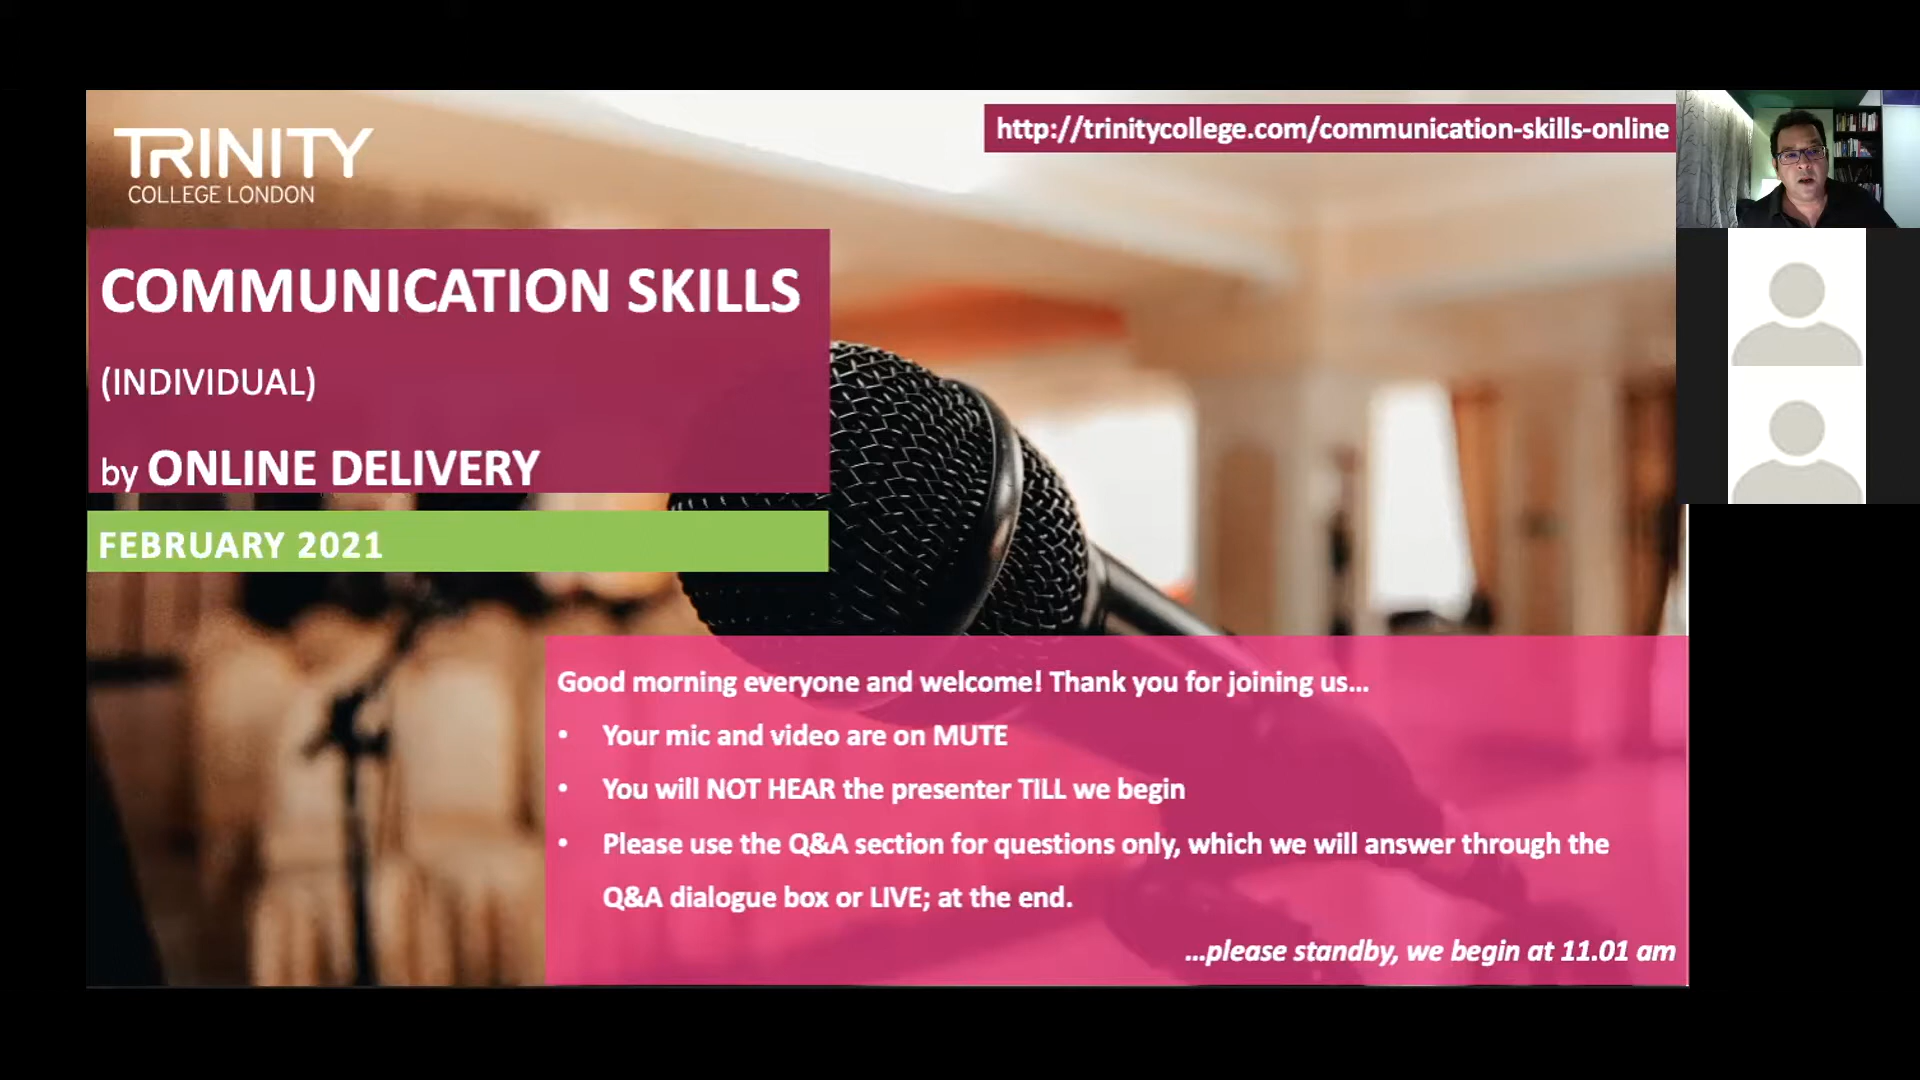 TRINITY
COLLEGE LONDON
http://trinitycollege.com/communication-skills-online
COMMUNICATION SKILLS
(INDIVIDUAL)
by ONLINE DELIVERY
FEBRUARY 2021
Good morning everyone and welcome! Thank you for joining us...
• Your mic and video are on MUTE
• You will NOT HEAR the presenter TILL we begin
• Please use the Q&A section for questions only, which we will answer through the
Q&A dialogue box or LIVE; at the end.
...please standby, we begin at 11.01 am